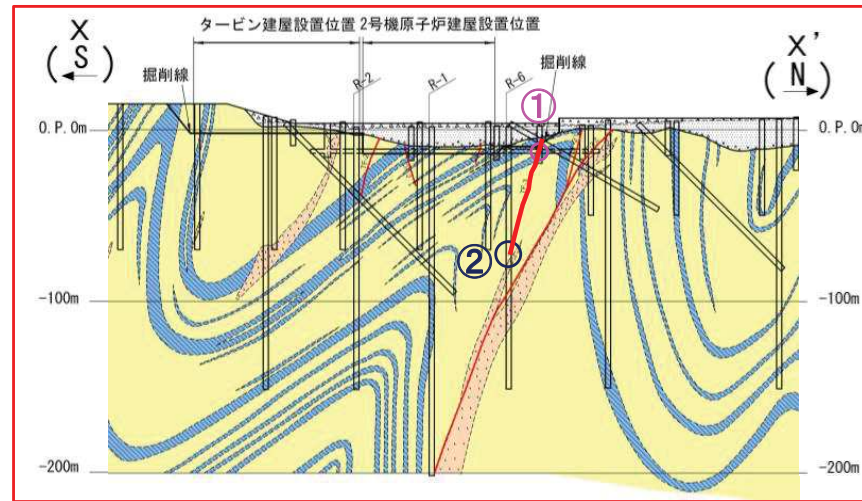 タービン建屋設置位置 2号機原子炉建屋設置位置
X
(S)
X'
(N)
掘削線
R-2
R-1
R-6
掘削線
①
0.P.0m
0.P.0m
②
-100m
-100m
-200m
-200m